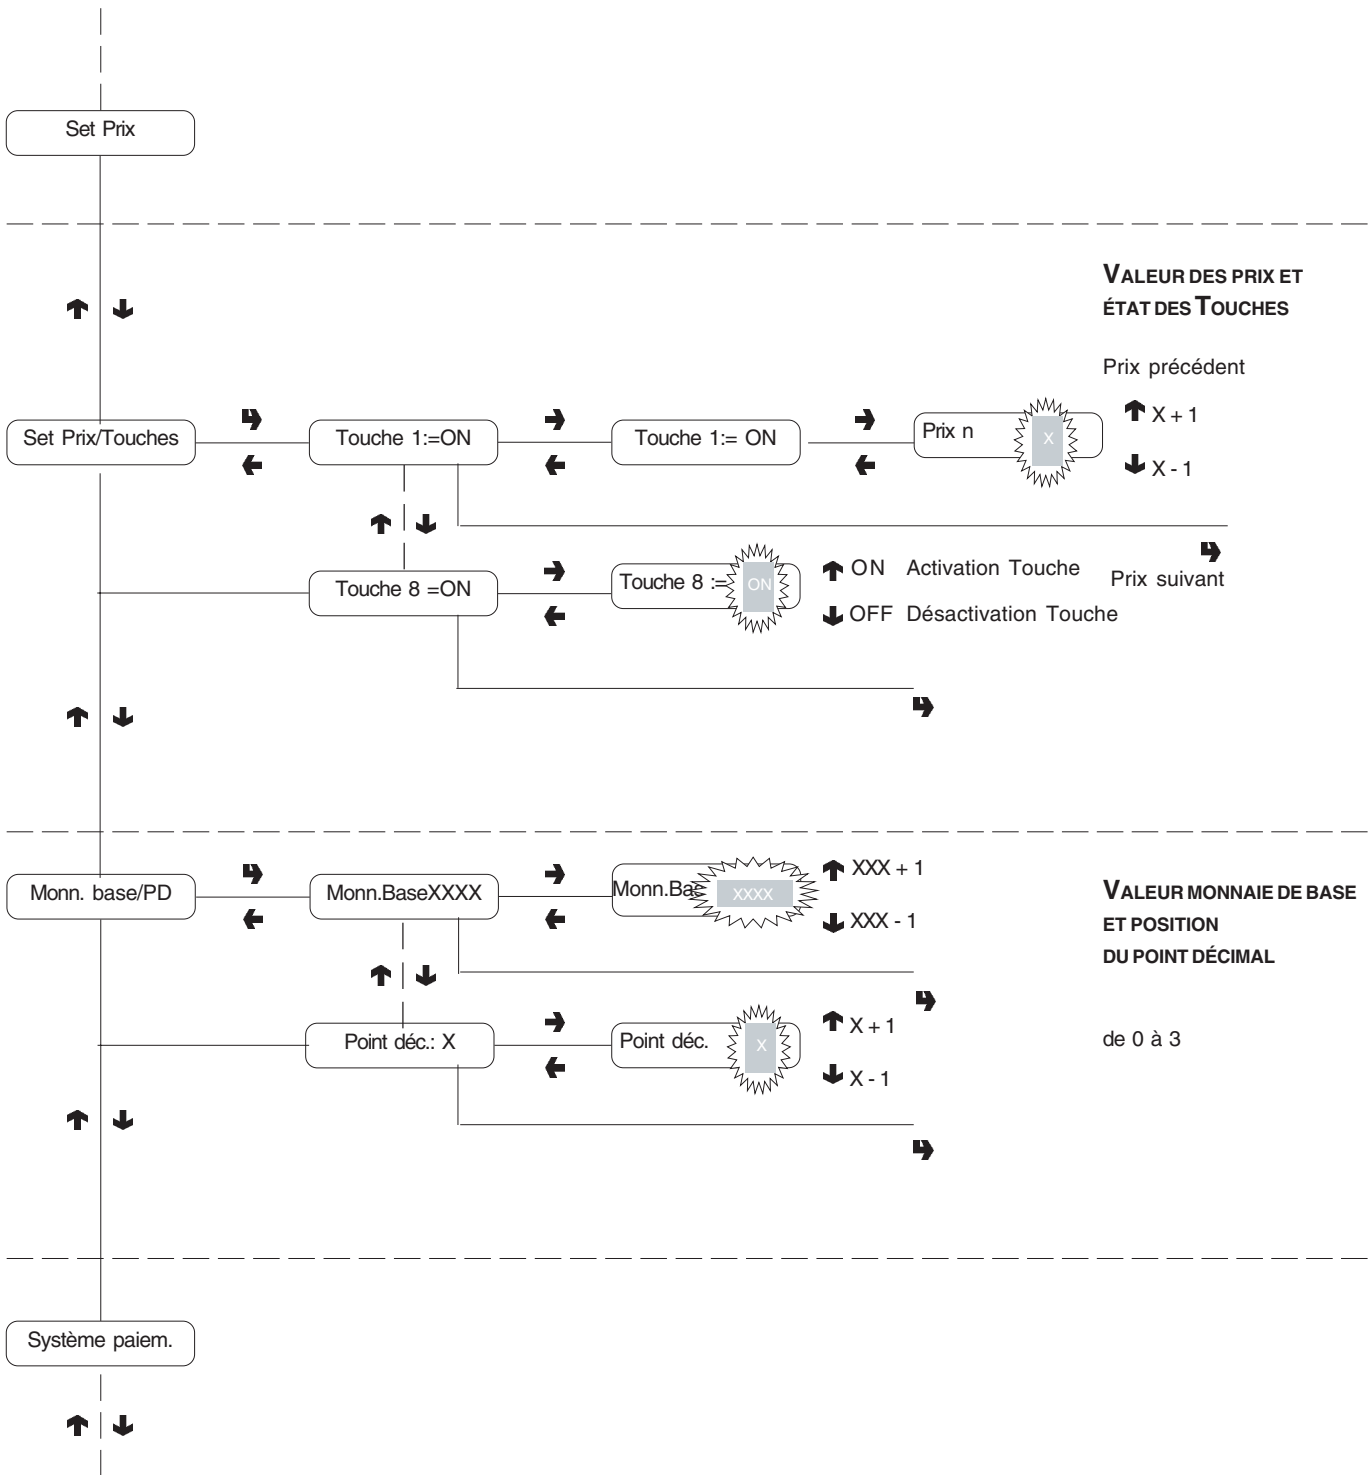 Set Prix
VALEUR DES PRIX ET
ÉTAT DES TOUCHES
Prix précédent
Set Prix/Touches
Touche 1:=ON
Touche 1:= ON
Prix n
X
X + 1
X - 1
Touche 8 =ON
Touche 8 :=
ON
ON Activation Touche
OFF Désactivation Touche
Prix suivant
Monn. base/PD
Monn.BaseXXXX
Monn.Bas
XXXX
XXX + 1
XXX - 1
VALEUR MONNAIE DE BASE
ET POSITION
DU POINT DÉCIMAL
Point déc.: X
Point déc.
X
X + 1
X - 1
de 0 à 3
Système paiem.